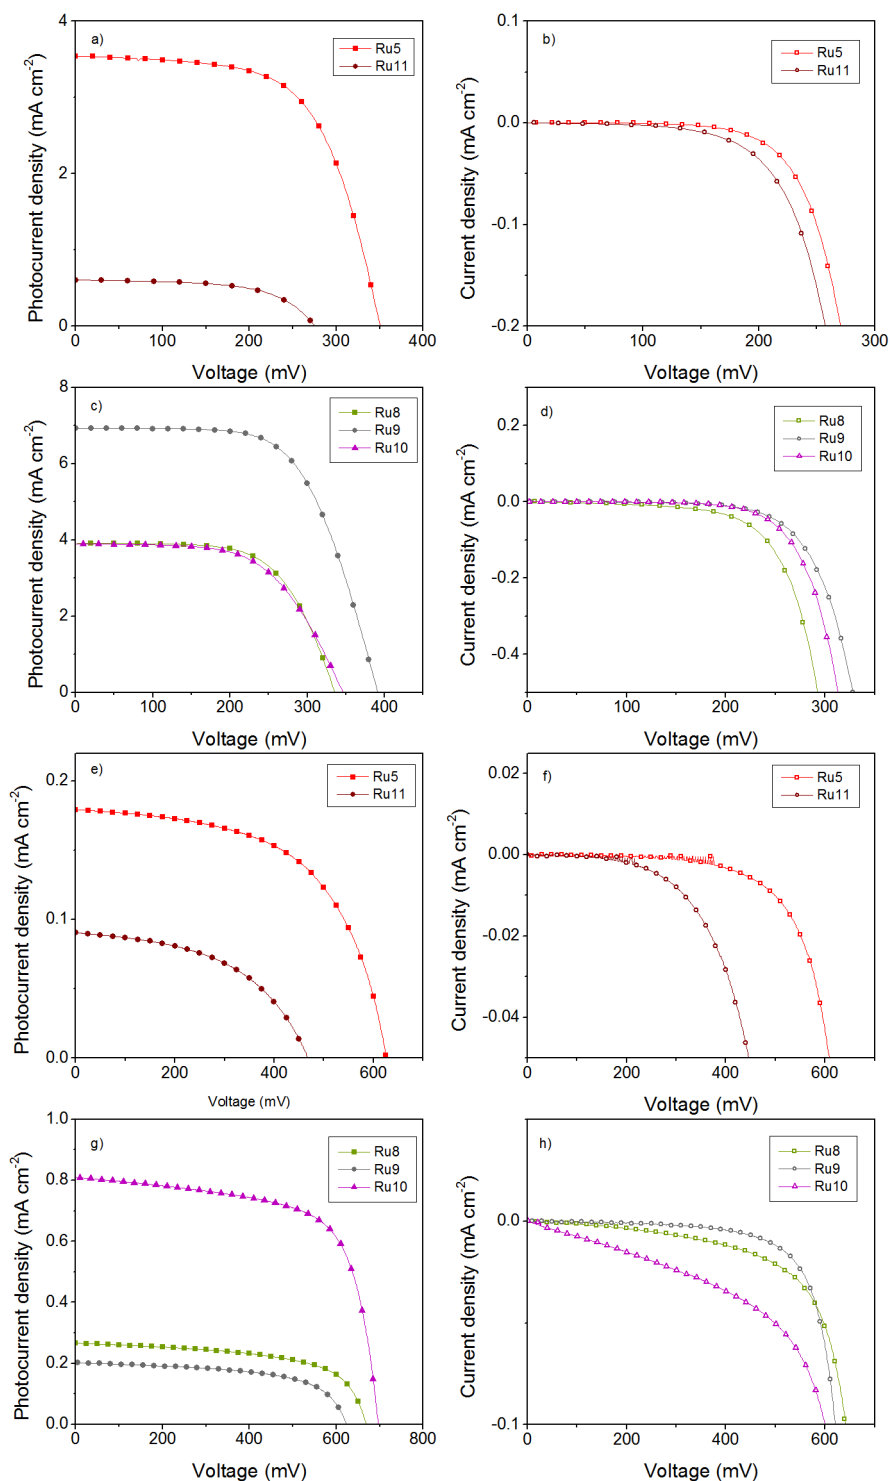 a)
Ru5
Ru11
Photocurrent density (mA cm-2)
4
2
0
0 100 200 300 400
Voltage (mV)
b)
Ru5
Ru11
Current density (mA cm-2)
0.1
0.0
-0.1
-0.2
0 100 200 300
Voltage (mV)
c)
Ru8
Ru9
Ru10
Photocurrent density (mA cm-2)
8
6
4
2
0
0 100 200 300 400
Voltage (mV)
d)
Ru8
Ru9
Ru10
Current density (mA cm-2)
0.2
0.0
-0.2
-0.4
0 100 200 300
Voltage (mV)
e)
Ru5
Ru11
Photocurrent density (mA cm-2)
0.2
0.1
0.0
0 200 400 600
Voltage (mV)
f)
Ru5
Ru11
Current density (mA cm-2)
0.02
0.00
-0.02
-0.04
0 200 400 600
Voltage (mV)
g)
Ru8
Ru9
Ru10
Photocurrent density (mA cm-2)
1.0
0.8
0.6
0.4
0.2
0.0
0 200 400 600 800
Voltage (mV)
h)
Ru8
Ru9
Ru10
Current density (mA cm-2)
0.0
-0.1
0 200 400 600
Voltage (mV)